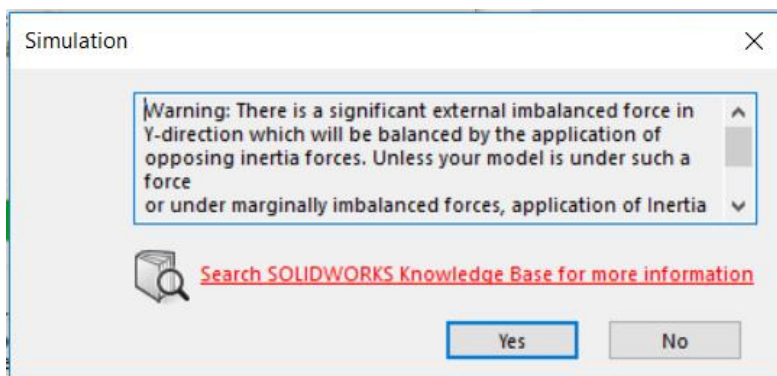 Simulation
Warning: There is a significant external imbalanced force in
Y-direction which will be balanced by the application of
opposing inertia forces. Unless your model is under such a
force
or under marginally imbalanced forces, application of Inertia
Search SOLIDWORKS Knowledge Base for more information
Yes No